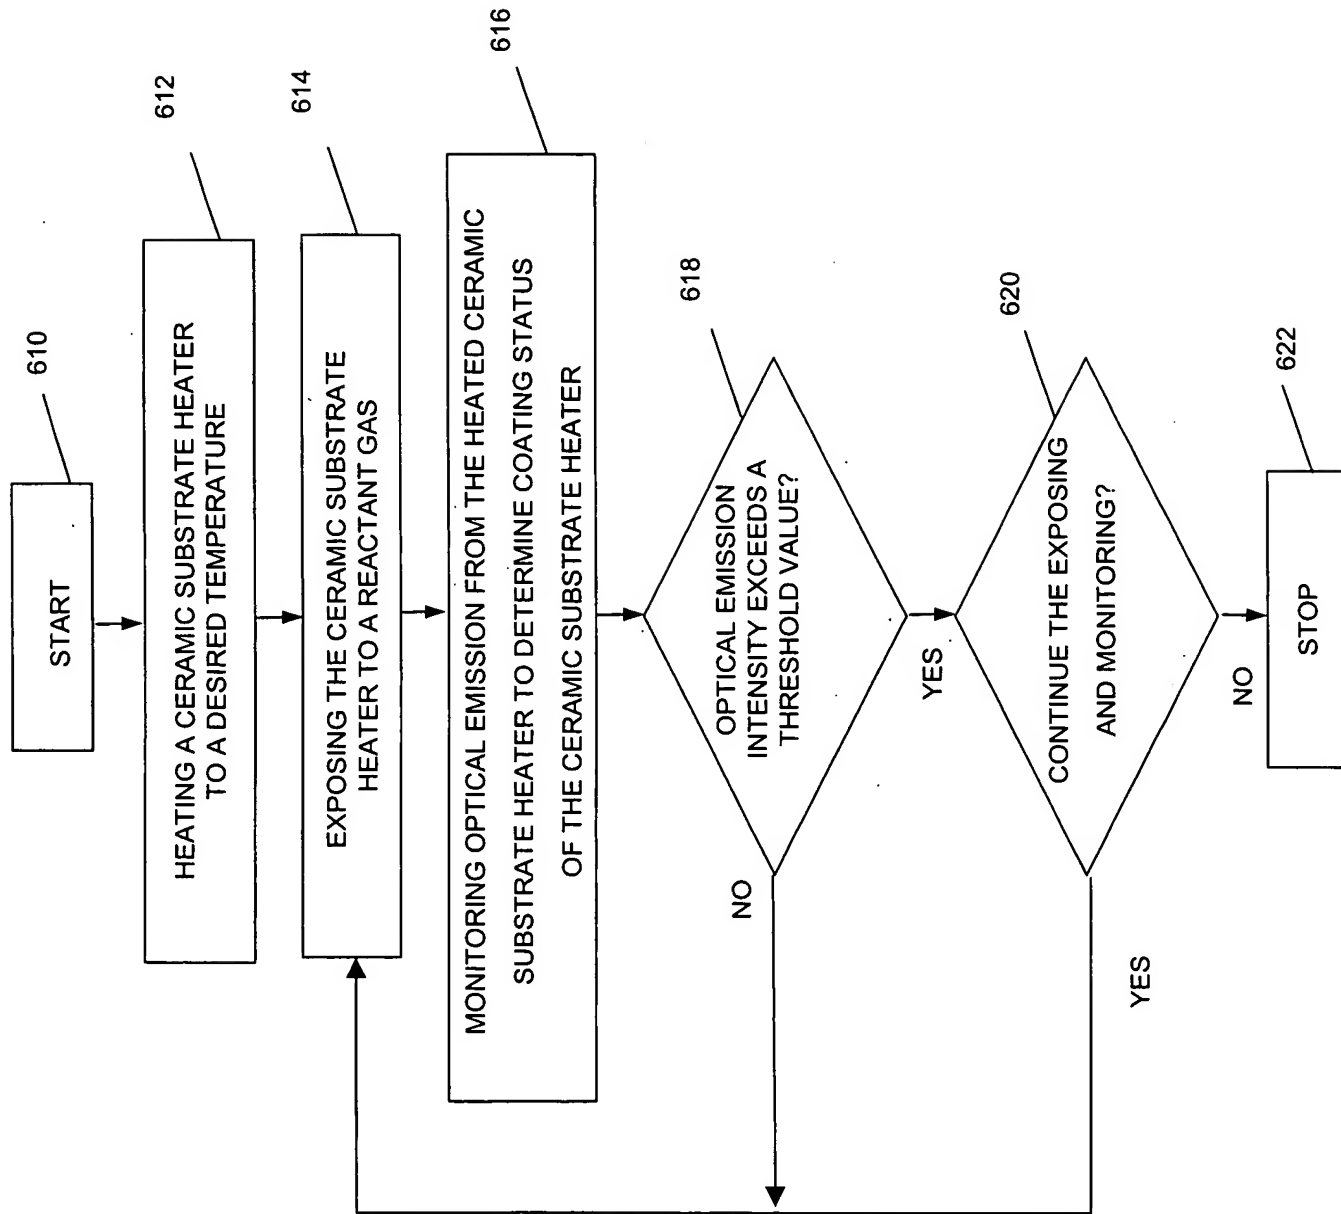 START
610
HEATING A CERAMIC SUBSTRATE HEATER
TO A DESIRED TEMPERATURE
612
EXPOSING THE CERAMIC SUBSTRATE
HEATER TO A REACTANT GAS
614
MONITORING OPTICAL EMISSION FROM THE HEATED CERAMIC
SUBSTRATE HEATER TO DETERMINE COATING STATUS
OF THE CERAMIC SUBSTRATE HEATER
616
OPTICAL EMISSION
INTENSITY EXCEEDS A
THRESHOLD VALUE?
618
NO
YES
CONTINUE THE EXPOSING
AND MONITORING?
620
YES
NO
STOP
622